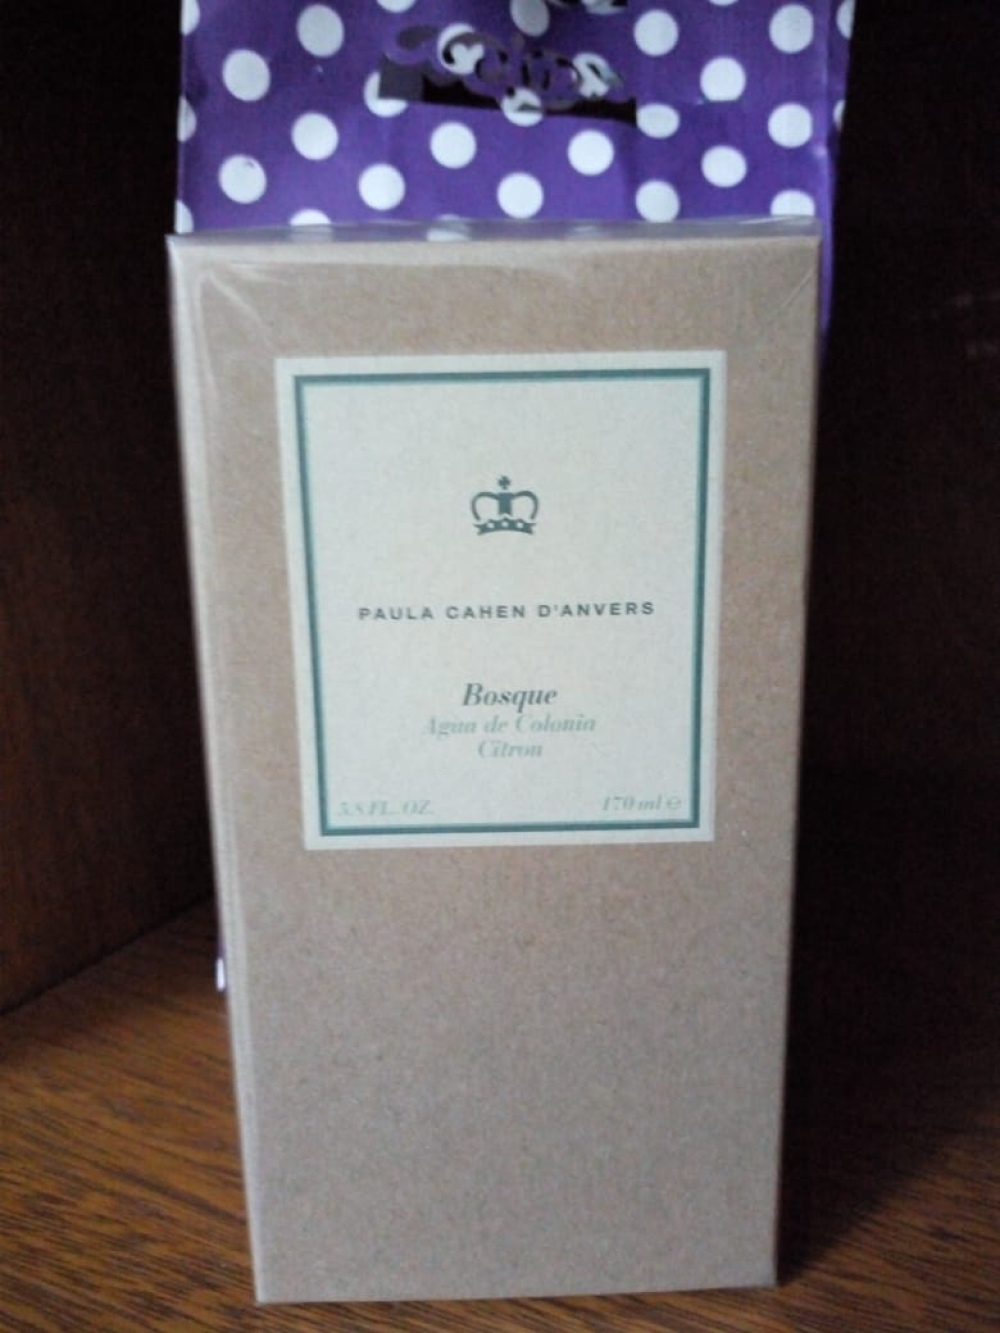 PAULA CAHEN D'ANVERS
Bosque
Agua de Colonia
Citron
5.8 FL. OZ.
170 ml ℮